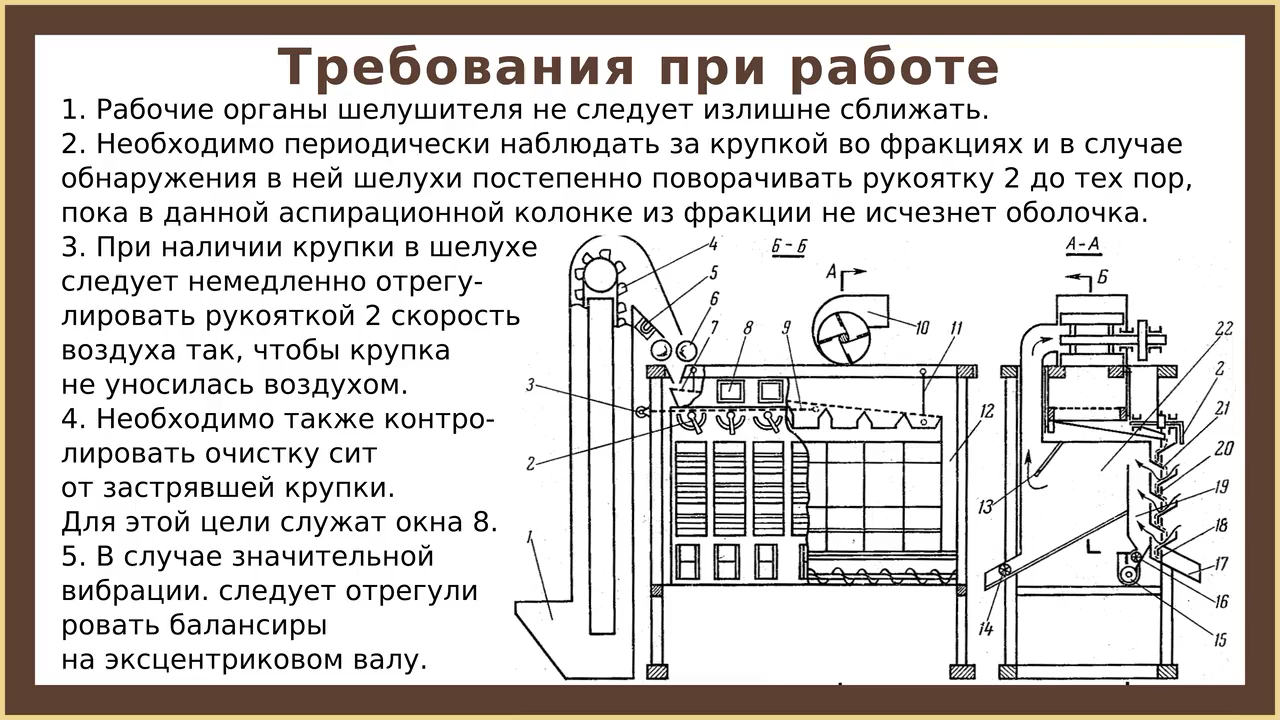 Требования при работе
1. Рабочие органы шелушителя не следует излишне сближать.
2. Необходимо периодически наблюдать за крупкой во фракциях и в случае
обнаружения в ней шелухи постепенно поворачивать рукоятку 2 до тех пор,
пока в данной аспирационной колонке из фракции не исчезнет оболочка.
3. При наличии крупки в шелухе
следует немедленно отрегу-
лировать рукояткой 2 скорость
воздуха так, чтобы крупка
не уносилась воздухом.
4. Необходимо также контро-
лировать очистку сит
от застрявшей крупки.
Для этой цели служат окна 8.
5. В случае значительной
вибрации. следует отрегули
ровать балансиры
на эксцентриковом валу.
Б-Б
А-А
А
Б
1
2
3
4
5
6
7
8
9
10
11
12
13
14
15
16
17
18
19
20
21
2
22